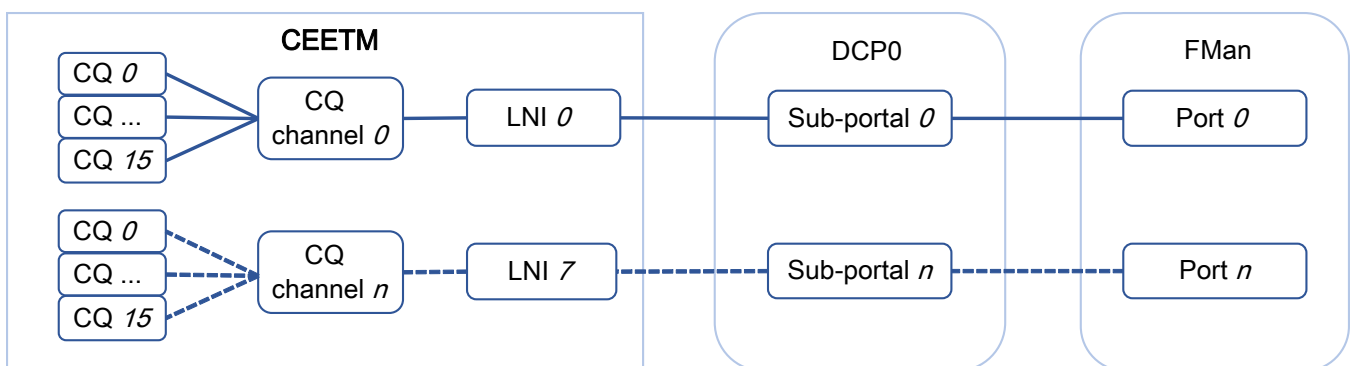 CEETM
DCP0
FMan
CQ 0
CQ ...
CQ 15
CQ
channel 0
LNI 0
Sub-portal 0
Port 0
CQ 0
CQ ...
CQ 15
CQ
channel n
LNI 7
Sub-portal n
Port n